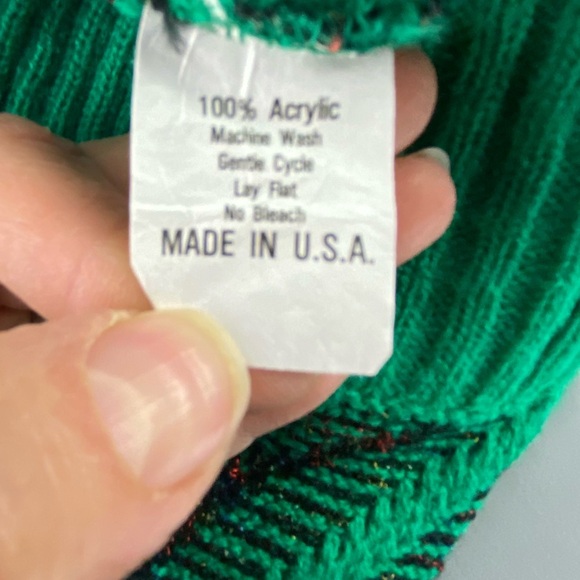 100% Acrylic
Machine Wash
Gentle Cycle
Lay Flat
No Bleach
MADE IN U.S.A.